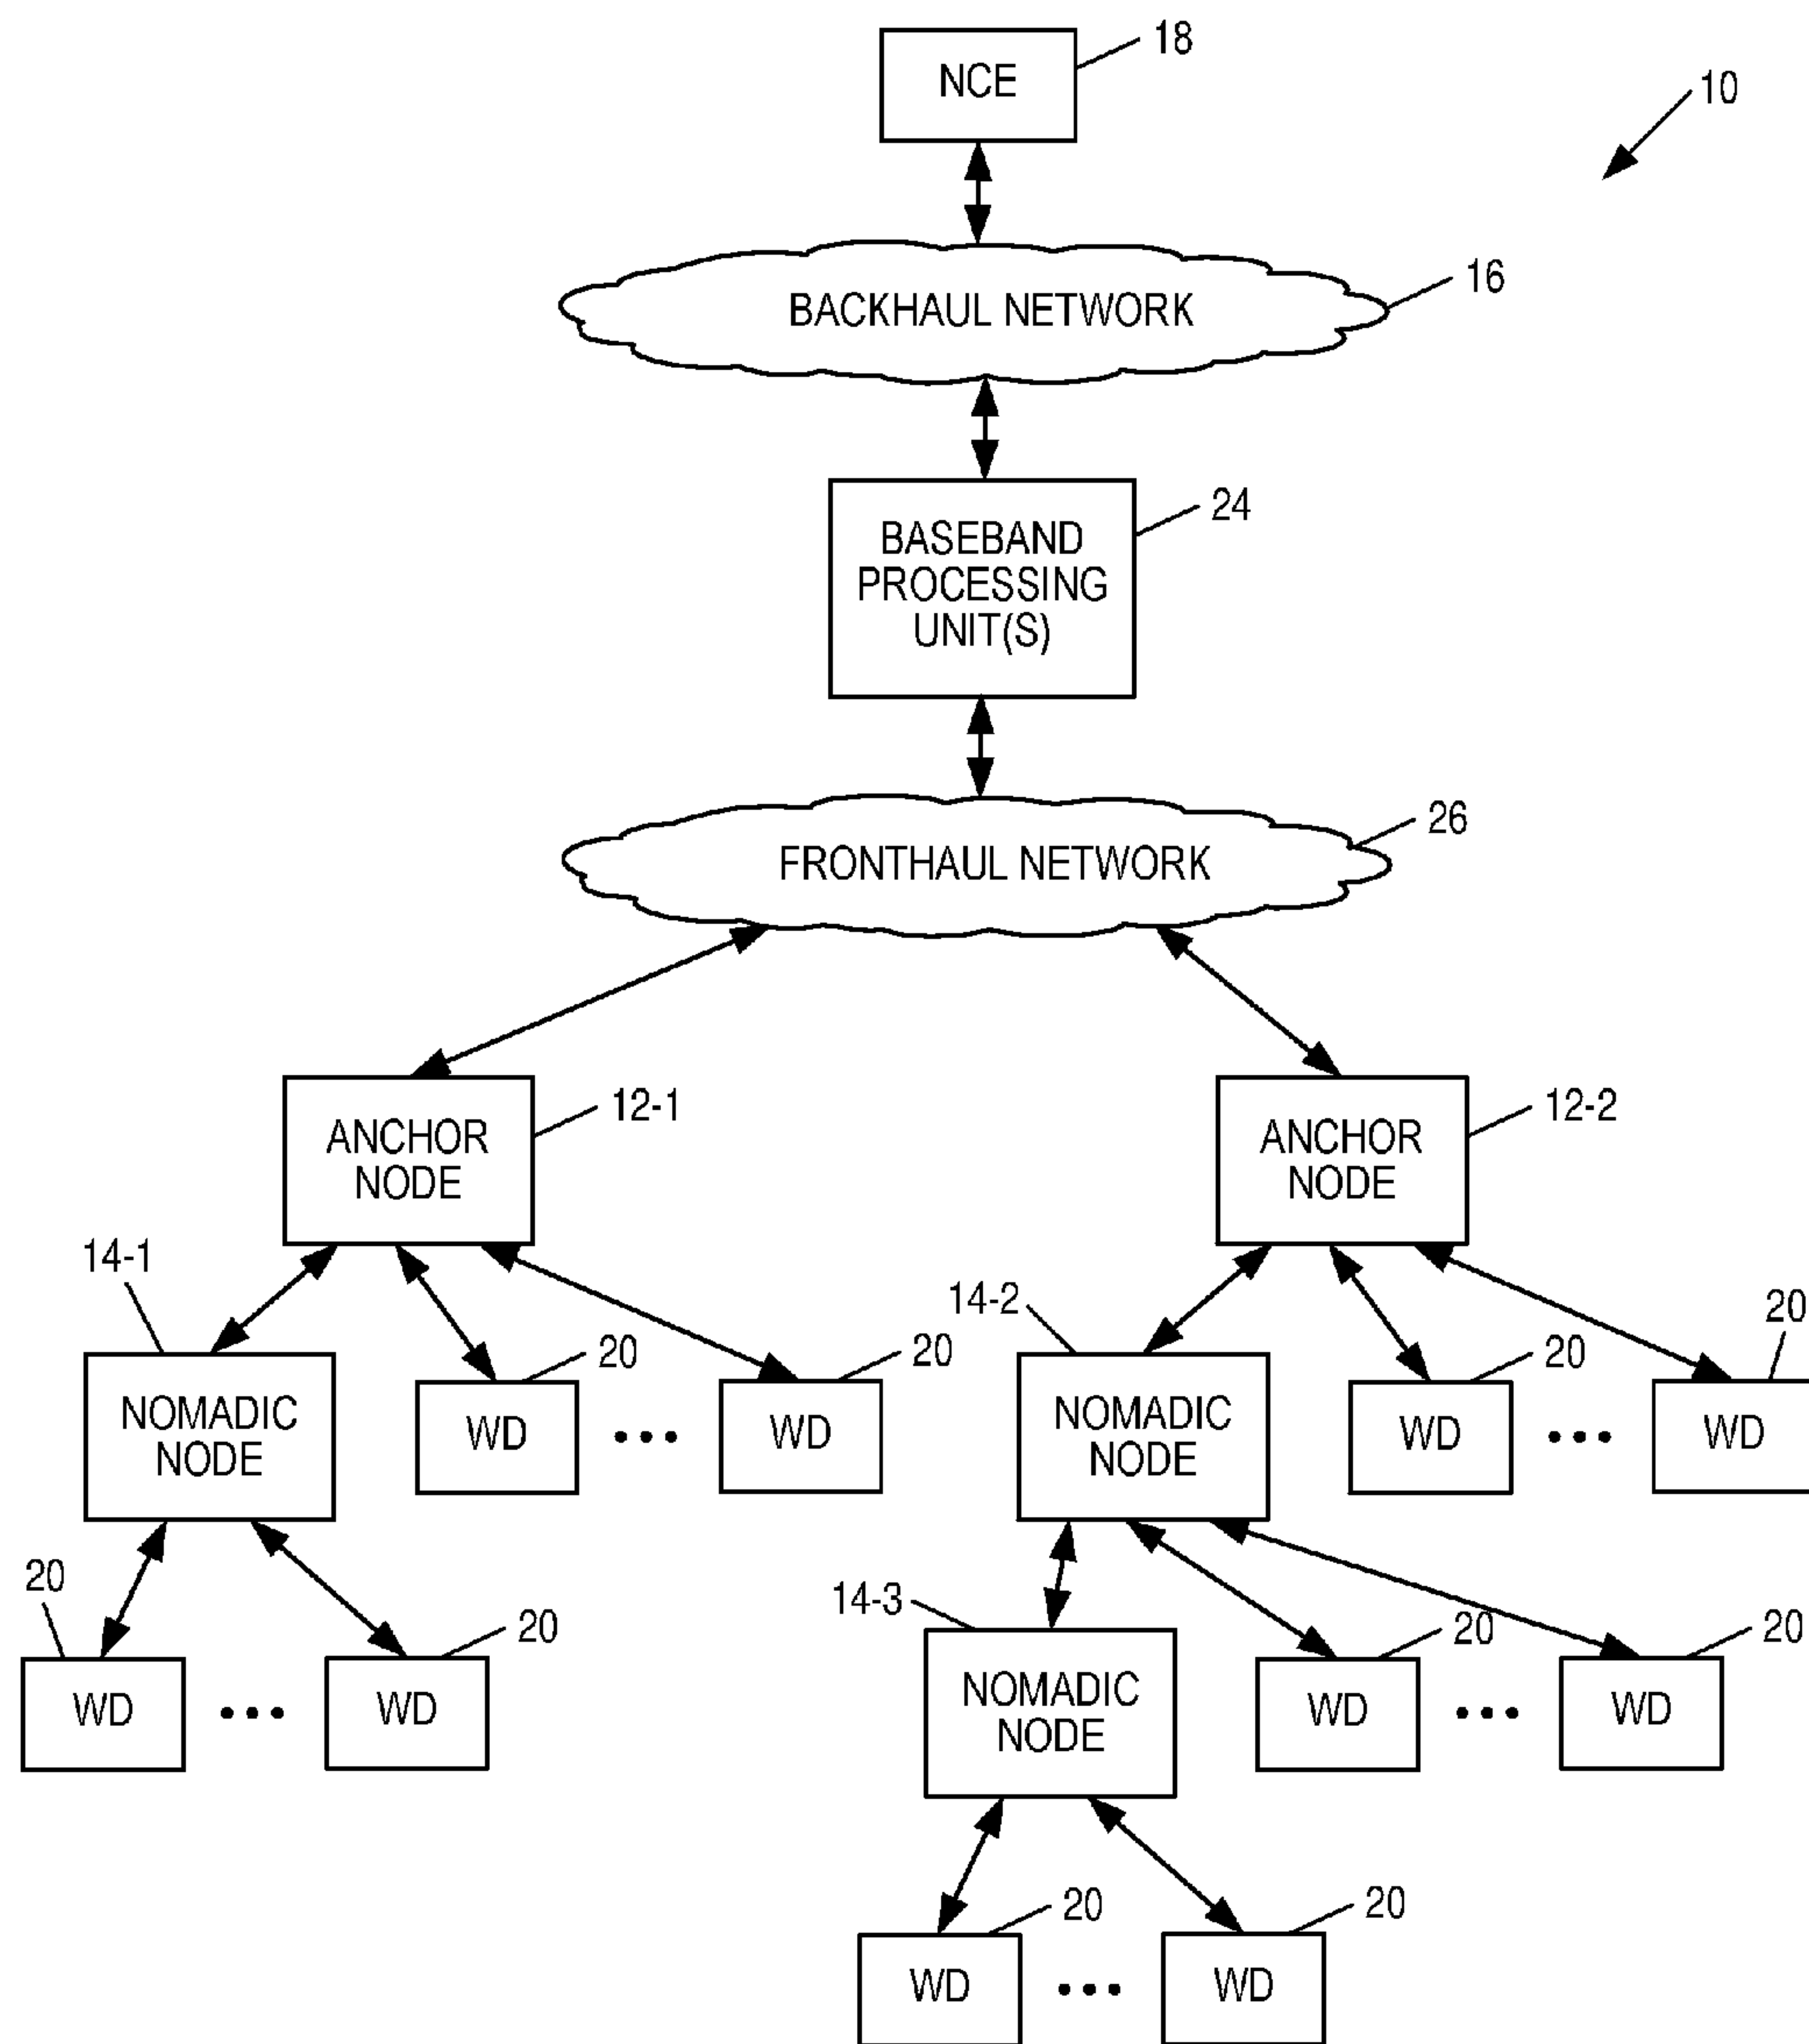 18
NCE
10
BACKHAUL NETWORK
16
24
BASEBAND
PROCESSING
UNIT(S)
26
FRONTHAUL NETWORK
12-1
ANCHOR
NODE
12-2
ANCHOR
NODE
14-1
NOMADIC
NODE
20
WD
•••
20
WD
14-2
NOMADIC
NODE
20
WD
•••
20
WD
20
WD
•••
20
WD
14-3
NOMADIC
NODE
20
WD
•••
20
WD
20
WD
•••
20
WD